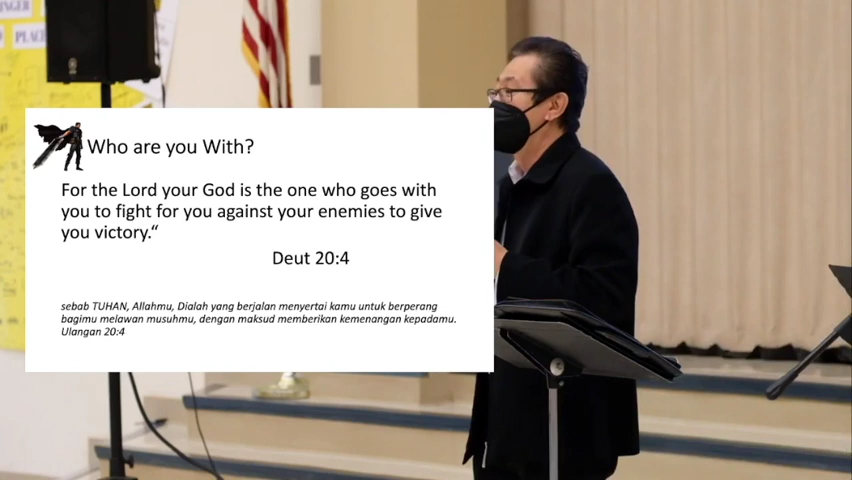 Who are you With?
For the Lord your God is the one who goes with
you to fight for you against your enemies to give
you victory.“
Deut 20:4
sebab TUHAN, Allahmu, Dialah yang berjalan menyertai kamu untuk berperang
bagimu melawan musuhmu, dengan maksud memberikan kemenangan kepadamu.
Ulangan 20:4